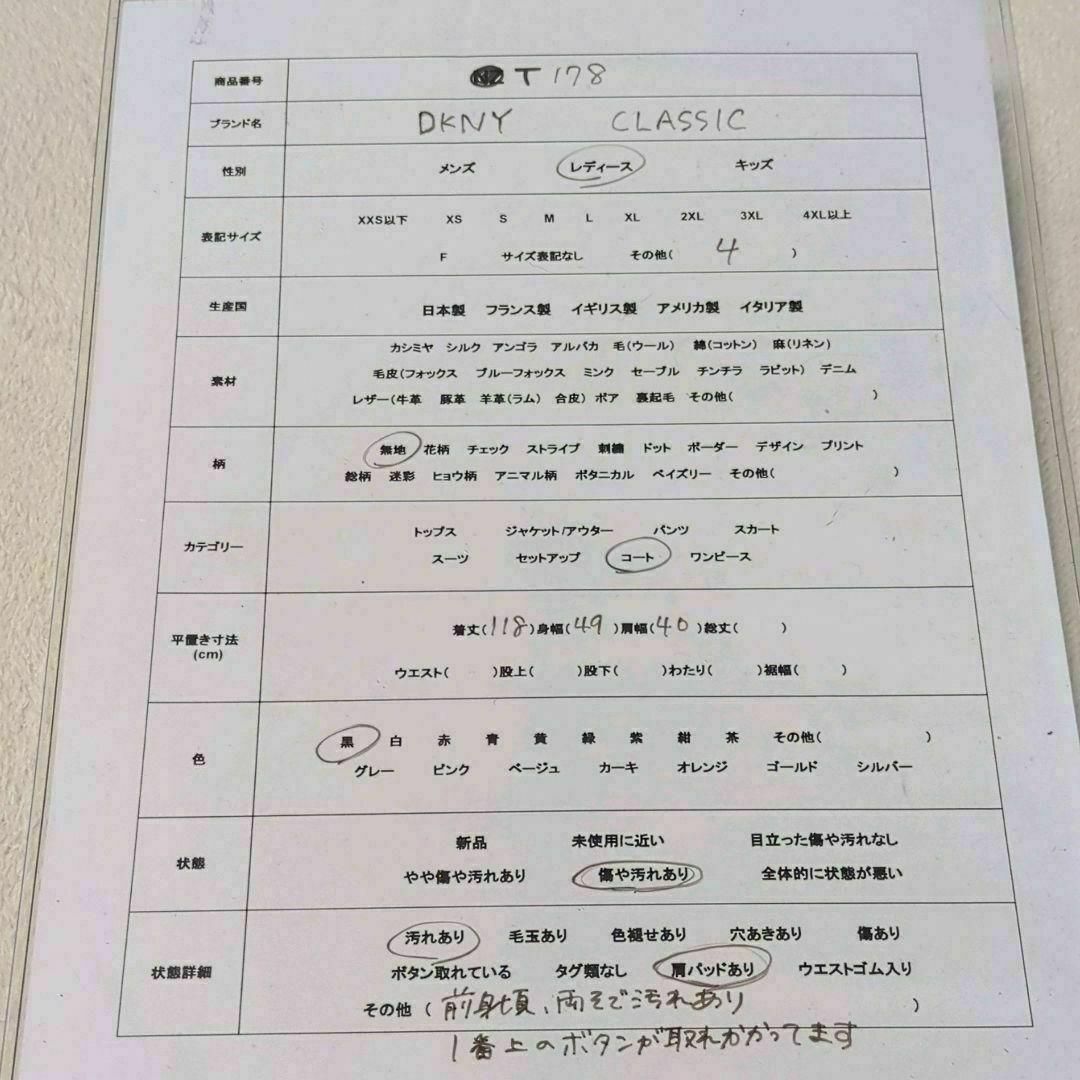 商品番号 T 178
ブランド名 DKNY CLASSIC
性別 メンズ レディース キッズ
表記サイズ XXS以下 XS S M L XL 2XL 3XL 4XL以上
F サイズ表記なし その他( 4 )
生産国 日本製 フランス製 イギリス製 アメリカ製 イタリア製
素材 カシミヤ シルク アンゴラ アルパカ 毛(ウール) 綿(コットン) 麻(リネン)
毛皮(フォックス ブルーフォックス ミンク セーブル チンチラ ラビット) デニム
レザー(牛革 豚革 羊革(ラム) 合皮) ボア 裏起毛 その他( )
柄 無地 花柄 チェック ストライプ 刺繍 ドット ボーダー デザイン プリント
総柄 迷彩 ヒョウ柄 アニマル柄 ボタニカル ペイズリー その他( )
カテゴリー トップス ジャケット/アウター パンツ スカート
スーツ セットアップ コート ワンピース
平置き寸法 着丈(118)身幅(49)肩幅(40)総丈( )
(cm) ウエスト( )股上( )股下( )わたり( )裾幅( )
色 黒 白 赤 青 黄 緑 紫 紺 茶 その他( )
グレー ピンク ベージュ カーキ オレンジ ゴールド シルバー
状態 新品 未使用に近い 目立った傷や汚れなし
やや傷や汚れあり 傷や汚れあり 全体的に状態が悪い
状態詳細 汚れあり 毛玉あり 色褪せあり 穴あきあり 傷あり
ボタン取れている タグ類なし 肩パッドあり ウエストゴム入り
その他 ( 前身頃、両そで汚れあり )
1番上のボタンが取れかかってます